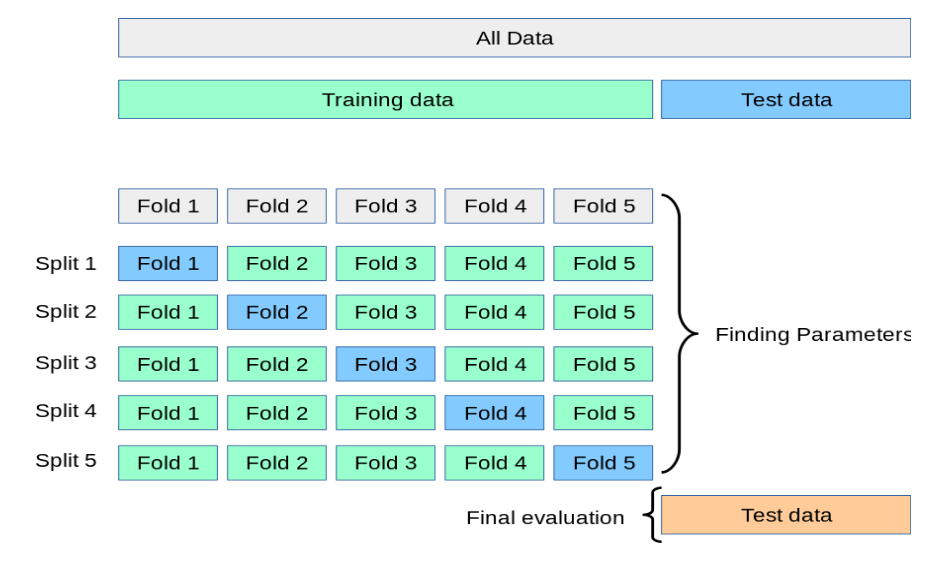 All Data
Training data Test data
Fold 1 Fold 2 Fold 3 Fold 4 Fold 5
Split 1 Fold 1 Fold 2 Fold 3 Fold 4 Fold 5
Split 2 Fold 1 Fold 2 Fold 3 Fold 4 Fold 5
Finding Parameters
Split 3 Fold 1 Fold 2 Fold 3 Fold 4 Fold 5
Split 4 Fold 1 Fold 2 Fold 3 Fold 4 Fold 5
Split 5 Fold 1 Fold 2 Fold 3 Fold 4 Fold 5
Final evaluation Test data